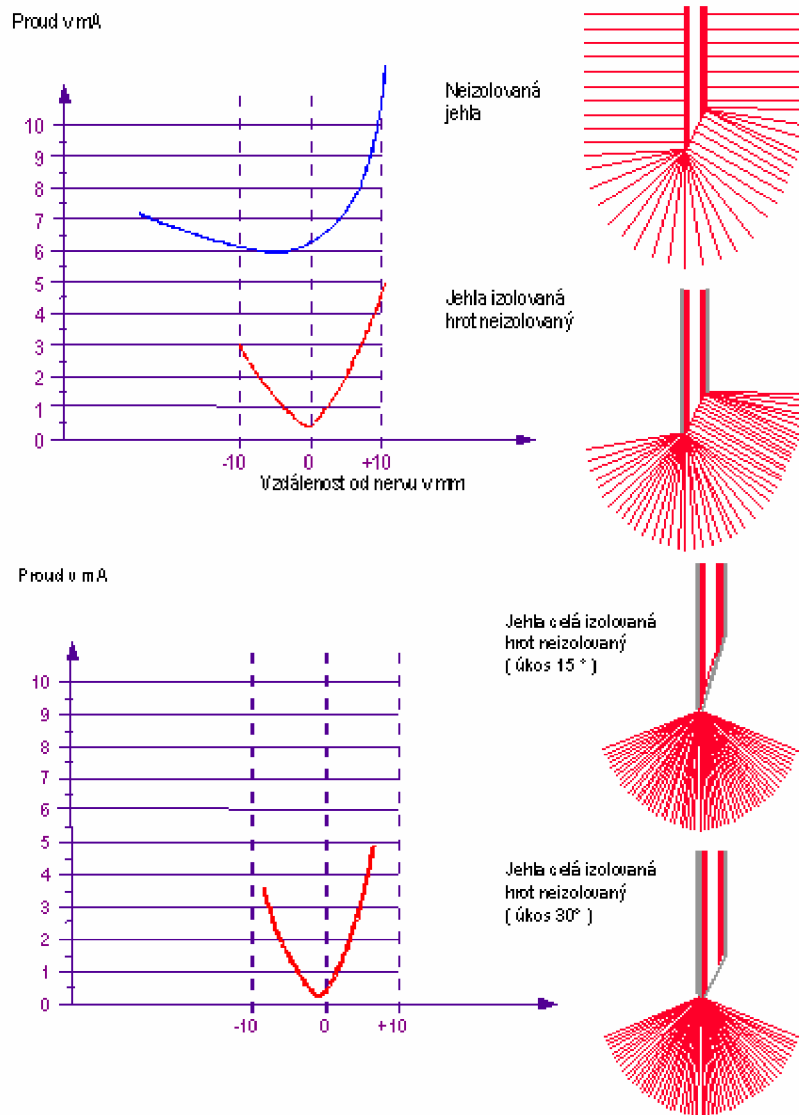 Proud v mA
Neizolovaná
jehla
10
9
8
7
6
5
4
3
2
1
0
-10
0
+10
Vzdálenost od nervu v mm
Jehla izolovaná
hrot neizolovaný
Proud v mA
10
9
8
7
6
5
4
3
2
1
0
-10
0
+10
Jehla celá izolovaná
hrot neizolovaný
( úkos 15 ° )
Jehla celá izolovaná
hrot neizolovaný
( úkos 30° )